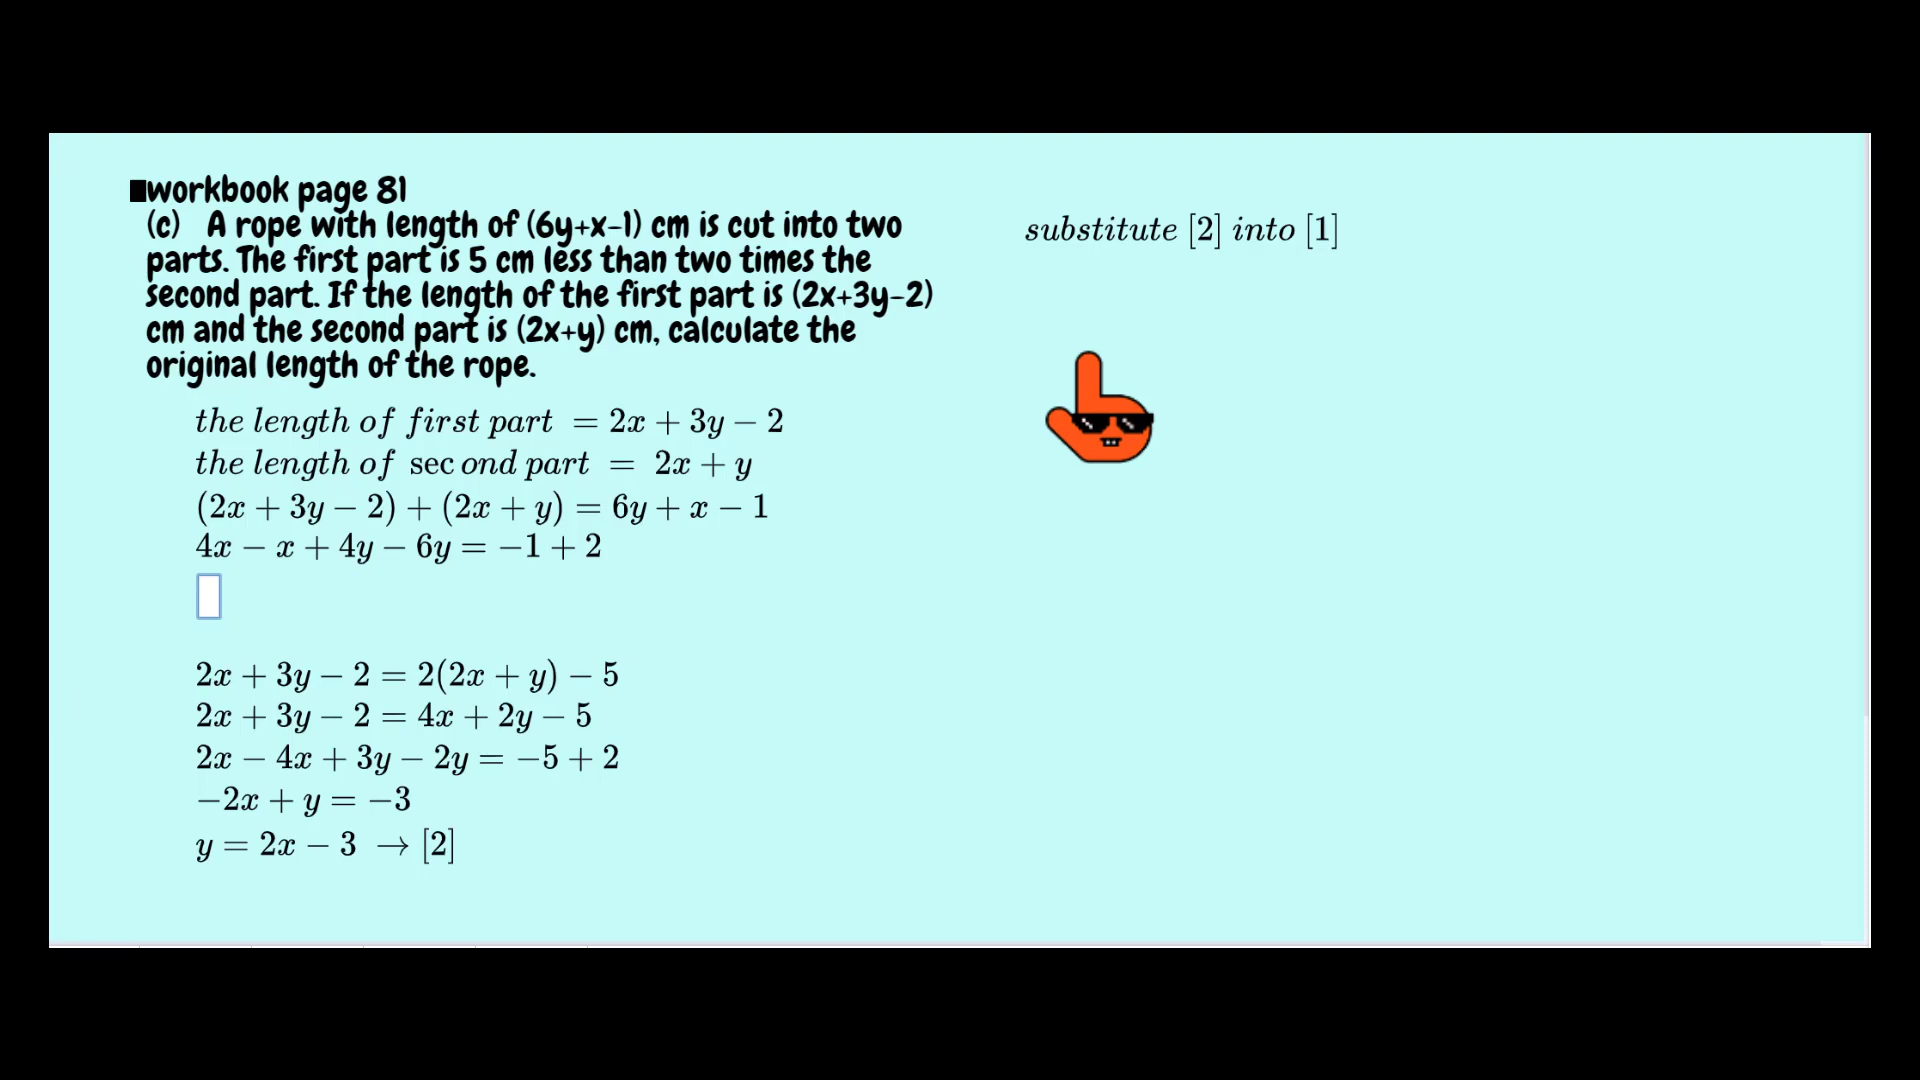 workbook page 81
(c) A rope with length of (6y+x-1) cm is cut into two
parts. The first part is 5 cm less than two times the
second part. If the length of the first part is (2x+3y-2)
cm and the second part is (2x+y) cm, calculate the
original length of the rope.
the length of first part = 2x + 3y − 2
the length of sec ond part = 2x + y
(2x + 3y − 2) + (2x + y) = 6y + x − 1
4x − x + 4y − 6y = −1 + 2
2x + 3y − 2 = 2(2x + y) − 5
2x + 3y − 2 = 4x + 2y − 5
2x − 4x + 3y − 2y = −5 + 2
−2x + y = −3
y = 2x − 3 → [2]
substitute [2] into [1]